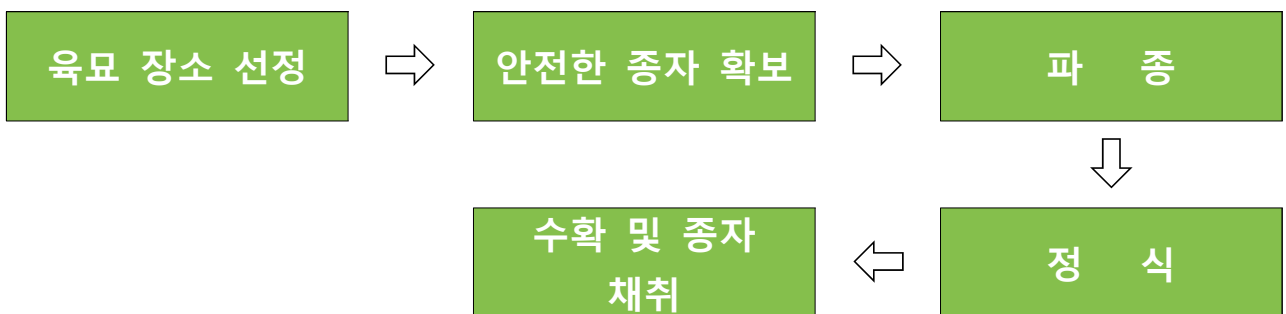 육묘 장소 선정
안전한 종자 확보
파 종
정 식
수확 및 종자
채취